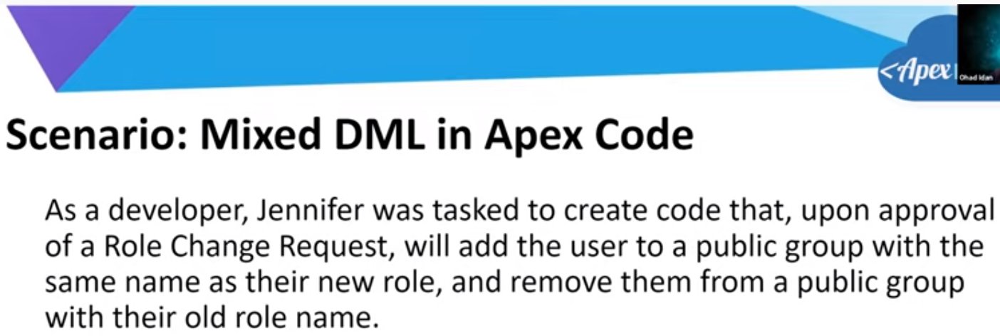 <Apex
Ohad Idan
Scenario: Mixed DML in Apex Code
As a developer, Jennifer was tasked to create code that, upon approval
of a Role Change Request, will add the user to a public group with the
same name as their new role, and remove them from a public group
with their old role name.